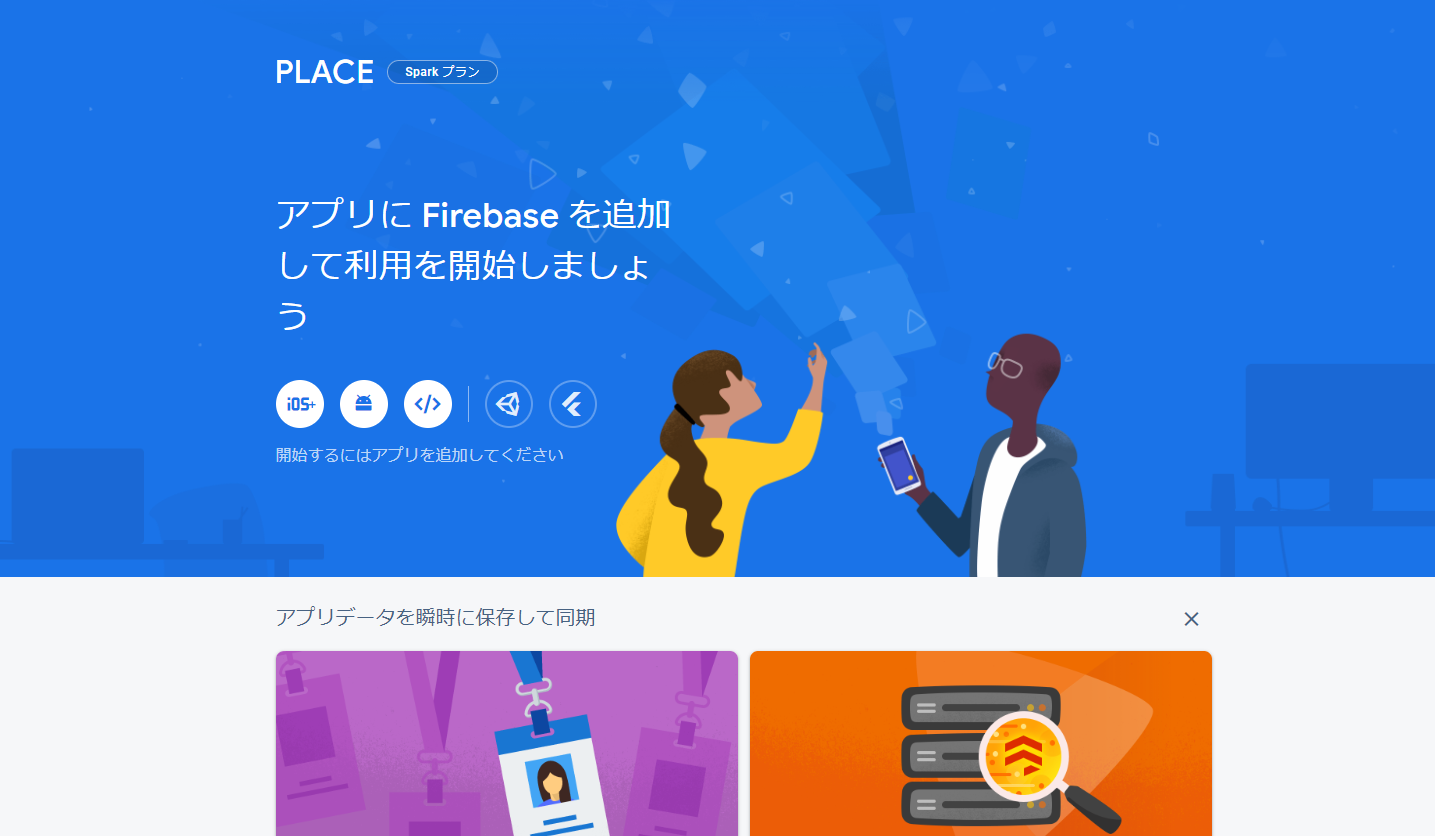 PLACE Spark プラン
アプリに Firebase を追加
して利用を開始しましょ
う
iOS+
開始するにはアプリを追加してください
アプリデータを瞬時に保存して同期